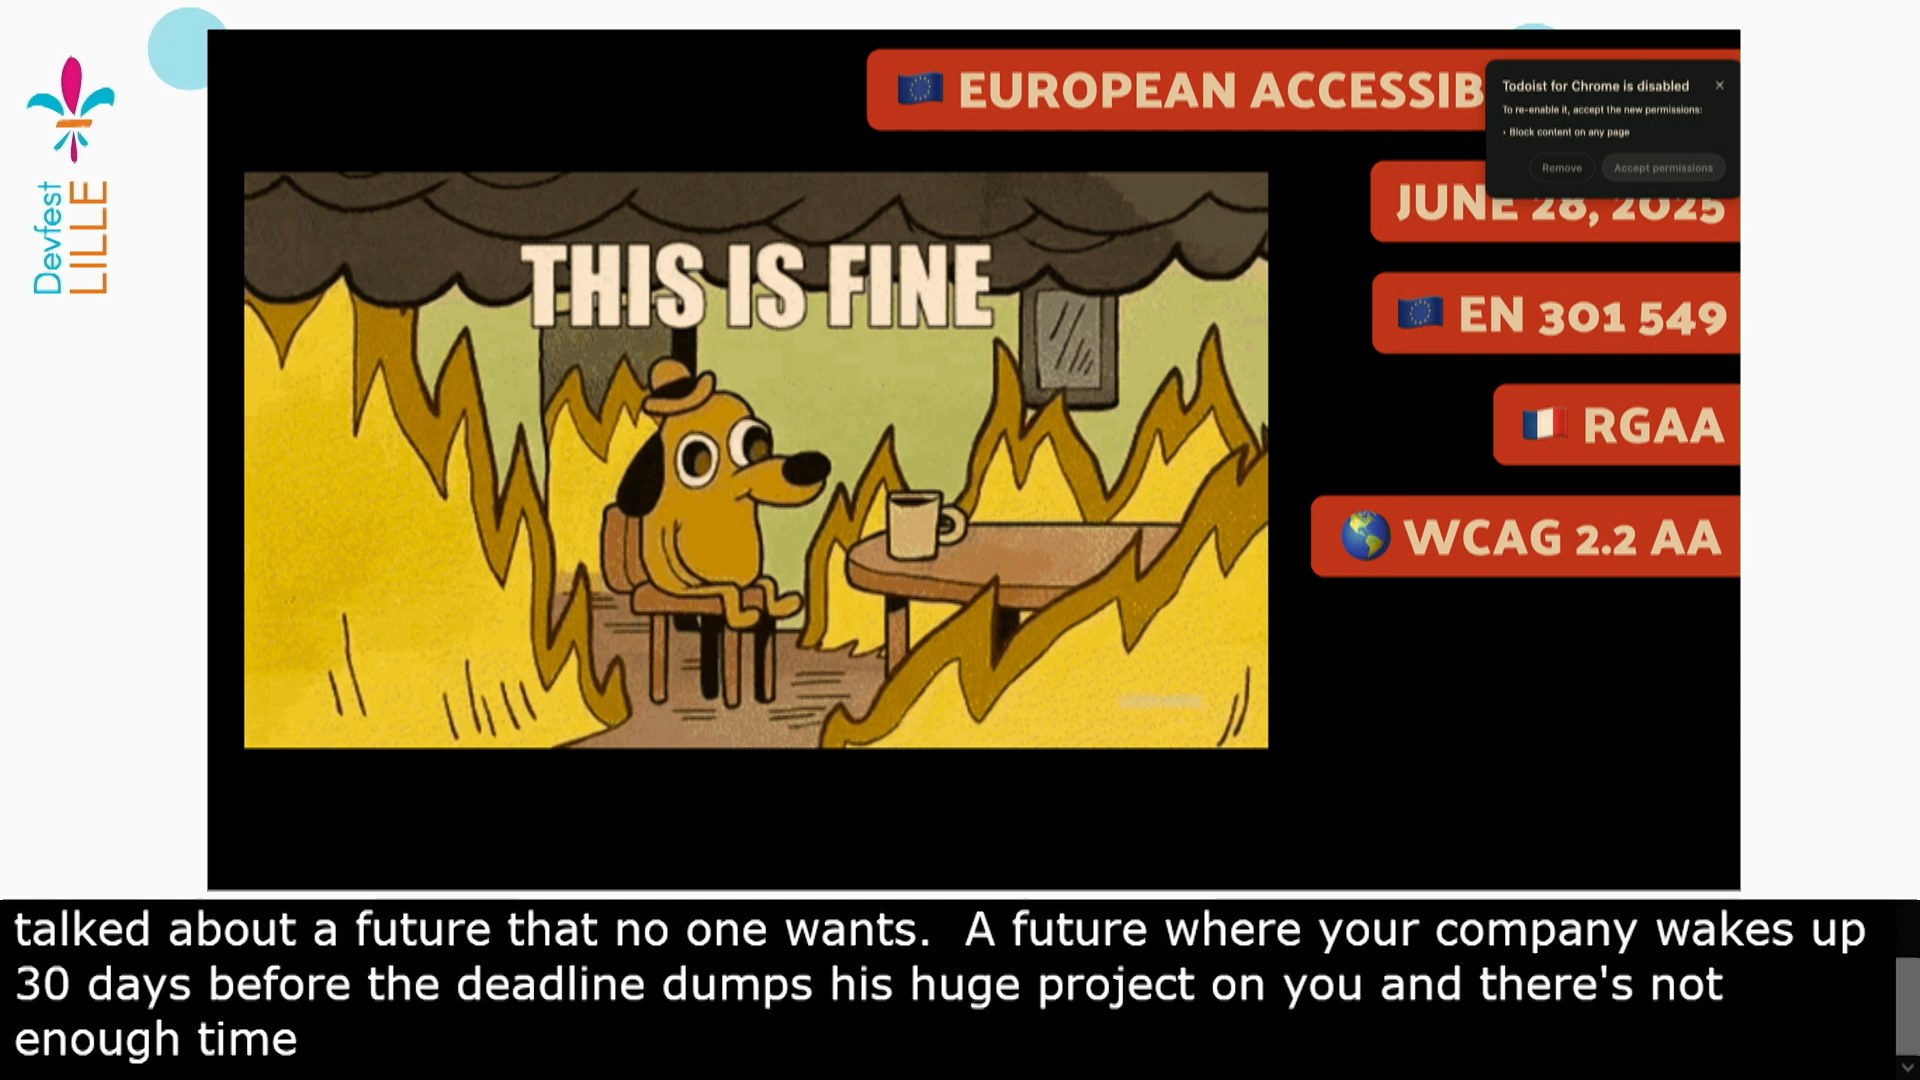 Devfest
LILLE
EUROPEAN ACCESSIB
Todoist for Chrome is disabled
To re-enable it, accept the new permissions:
• Block content on any page
Remove
Accept permissions
JUNE 28, 2025
EN 301 549
RGAA
WCAG 2.2 AA
THIS IS FINE
talked about a future that no one wants.  A future where your company wakes up
30 days before the deadline dumps his huge project on you and there's not
enough time